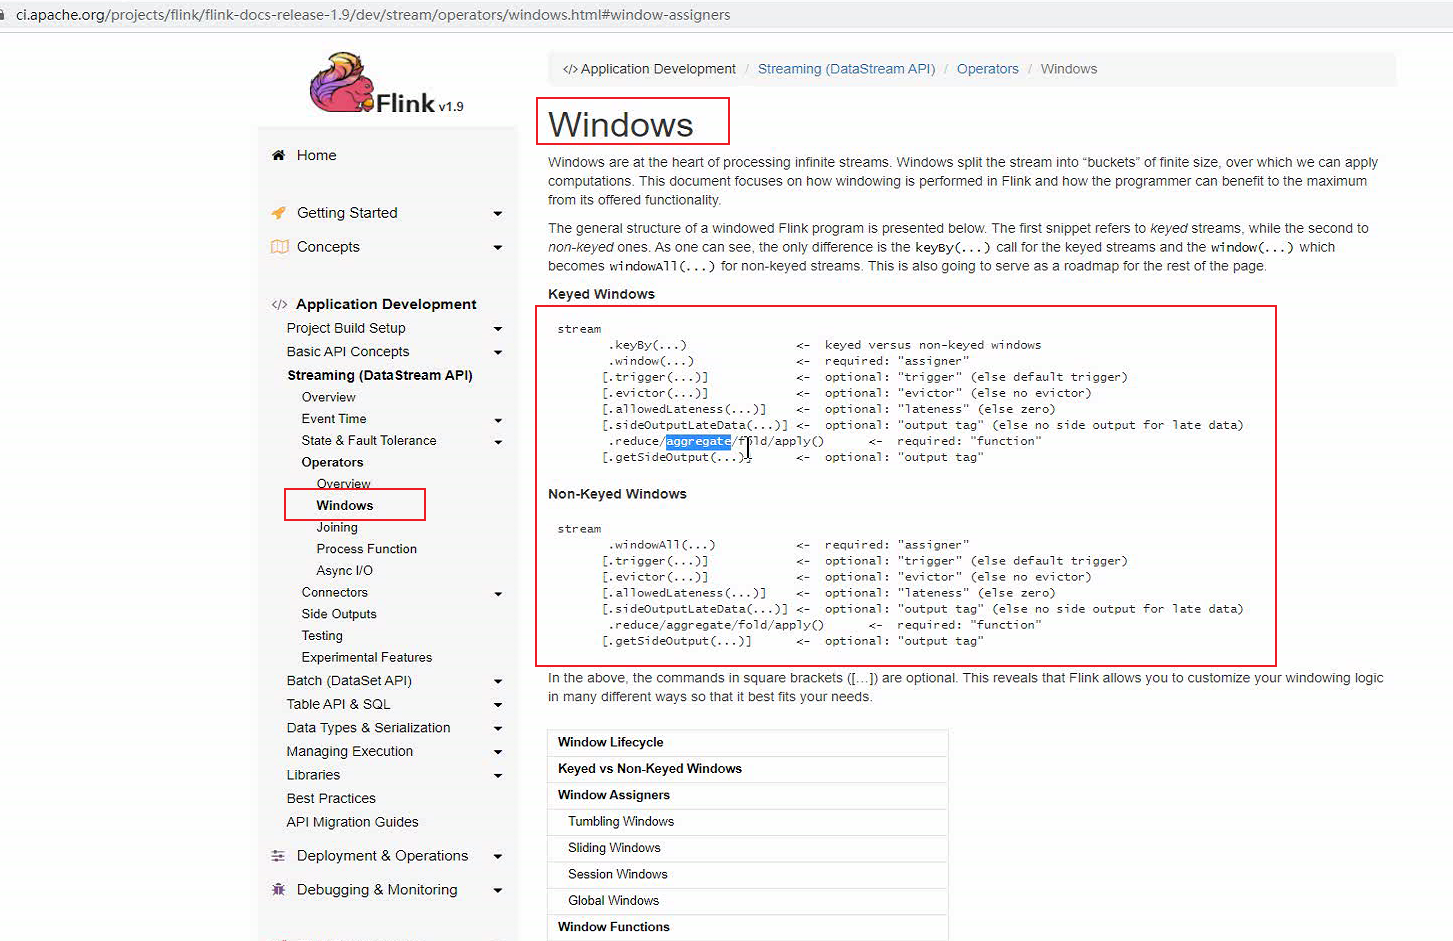 ci.apache.org/projects/flink/flink-docs-release-1.9/dev/stream/operators/windows.html#window-assigners
Flink v1.9
Home
Getting Started
Concepts
</> Application Development
Project Build Setup
Basic API Concepts
Streaming (DataStream API)
Overview
Event Time
State & Fault Tolerance
Operators
Overview
Windows
Joining
Process Function
Async I/O
Connectors
Side Outputs
Testing
Experimental Features
Batch (DataSet API)
Table API & SQL
Data Types & Serialization
Managing Execution
Libraries
Best Practices
API Migration Guides
Deployment & Operations
Debugging & Monitoring
</> Application Development / Streaming (DataStream API) / Operators / Windows
Windows
Windows are at the heart of processing infinite streams. Windows split the stream into “buckets” of finite size, over which we can apply
computations. This document focuses on how windowing is performed in Flink and how the programmer can benefit to the maximum
from its offered functionality.
The general structure of a windowed Flink program is presented below. The first snippet refers to keyed streams, while the second to
non-keyed ones. As one can see, the only difference is the keyBy(...) call for the keyed streams and the window(...) which
becomes windowAll(...) for non-keyed streams. This is also going to serve as a roadmap for the rest of the page.
Keyed Windows
stream
.keyBy(...) <- keyed versus non-keyed windows
.window(...) <- required: "assigner"
[.trigger(...)] <- optional: "trigger" (else default trigger)
[.evictor(...)] <- optional: "evictor" (else no evictor)
[.allowedLateness(...)] <- optional: "lateness" (else zero)
[.sideOutputLateData(...)] <- optional: "output tag" (else no side output for late data)
.reduce/aggregate/fold/apply() <- required: "function"
[.getSideOutput(...)] <- optional: "output tag"
Non-Keyed Windows
stream
.windowAll(...) <- required: "assigner"
[.trigger(...)] <- optional: "trigger" (else default trigger)
[.evictor(...)] <- optional: "evictor" (else no evictor)
[.allowedLateness(...)] <- optional: "lateness" (else zero)
[.sideOutputLateData(...)] <- optional: "output tag" (else no side output for late data)
.reduce/aggregate/fold/apply() <- required: "function"
[.getSideOutput(...)] <- optional: "output tag"
In the above, the commands in square brackets ([…]) are optional. This reveals that Flink allows you to customize your windowing logic
in many different ways so that it best fits your needs.
Window Lifecycle
Keyed vs Non-Keyed Windows
Window Assigners
Tumbling Windows
Sliding Windows
Session Windows
Global Windows
Window Functions